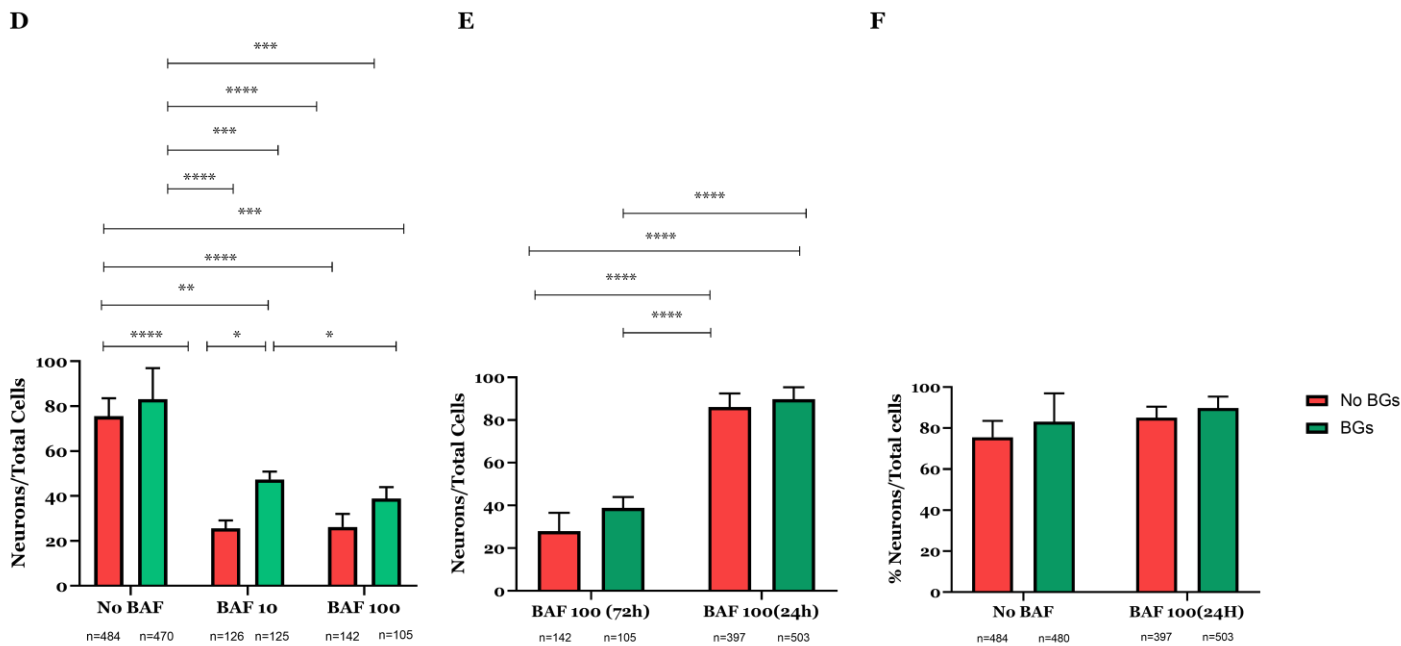 D
E
F
***
****
***
****
***
****
**
****
*
*
****
****
****
****
Neurons/Total Cells
100
80
60
40
20
0
No BAF
BAF 10
BAF 100
n=484
n=470
n=126
n=125
n=142
n=105
Neurons/Total Cells
100
80
60
40
20
0
BAF 100 (72h)
BAF 100(24h)
n=142
n=105
n=397
n=503
% Neurons/Total cells
100
80
60
40
20
0
No BAF
BAF 100(24H)
n=484
n=480
n=397
n=503
No BGs
BGs